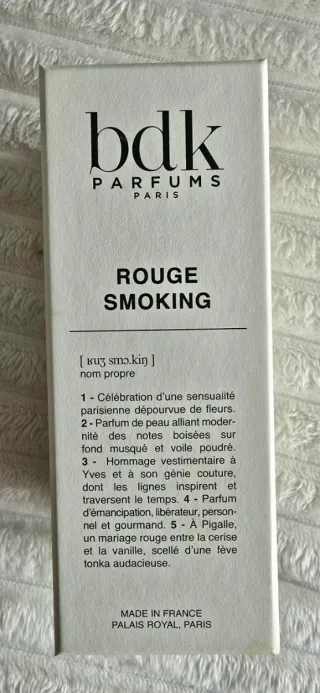 bdk
PARFUMS
PARIS
ROUGE
SMOKING
[ ʁuʒ smɔ.kiŋ ]
nom propre
1 - Célébration d'une sensualité
parisienne dépourvue de fleurs.
2 - Parfum de peau alliant moder-
nité des notes boisées sur
fond musqué et voile poudré.
3 - Hommage vestimentaire à
Yves et à son génie couture,
dont les lignes inspirent et
traversent le temps. 4 - Parfum
d'émancipation, libérateur, person-
nel et gourmand. 5 - À Pigalle,
un mariage rouge entre la cerise
et la vanille, scellé d'une fève
tonka audacieuse.
MADE IN FRANCE
PALAIS ROYAL, PARIS